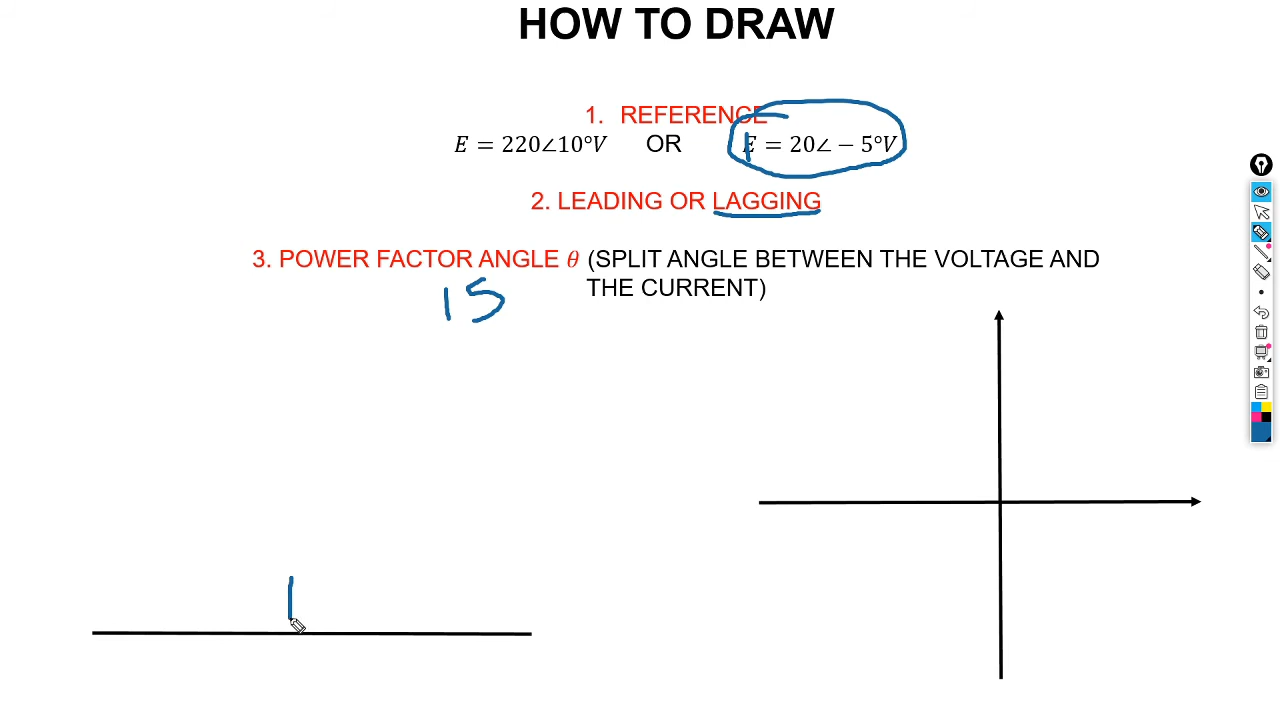 HOW TO DRAW
1. REFERENCE
E = 220∠10°V OR E = 20∠ − 5°V
2. LEADING OR LAGGING
3. POWER FACTOR ANGLE θ (SPLIT ANGLE BETWEEN THE VOLTAGE AND
THE CURRENT)
15